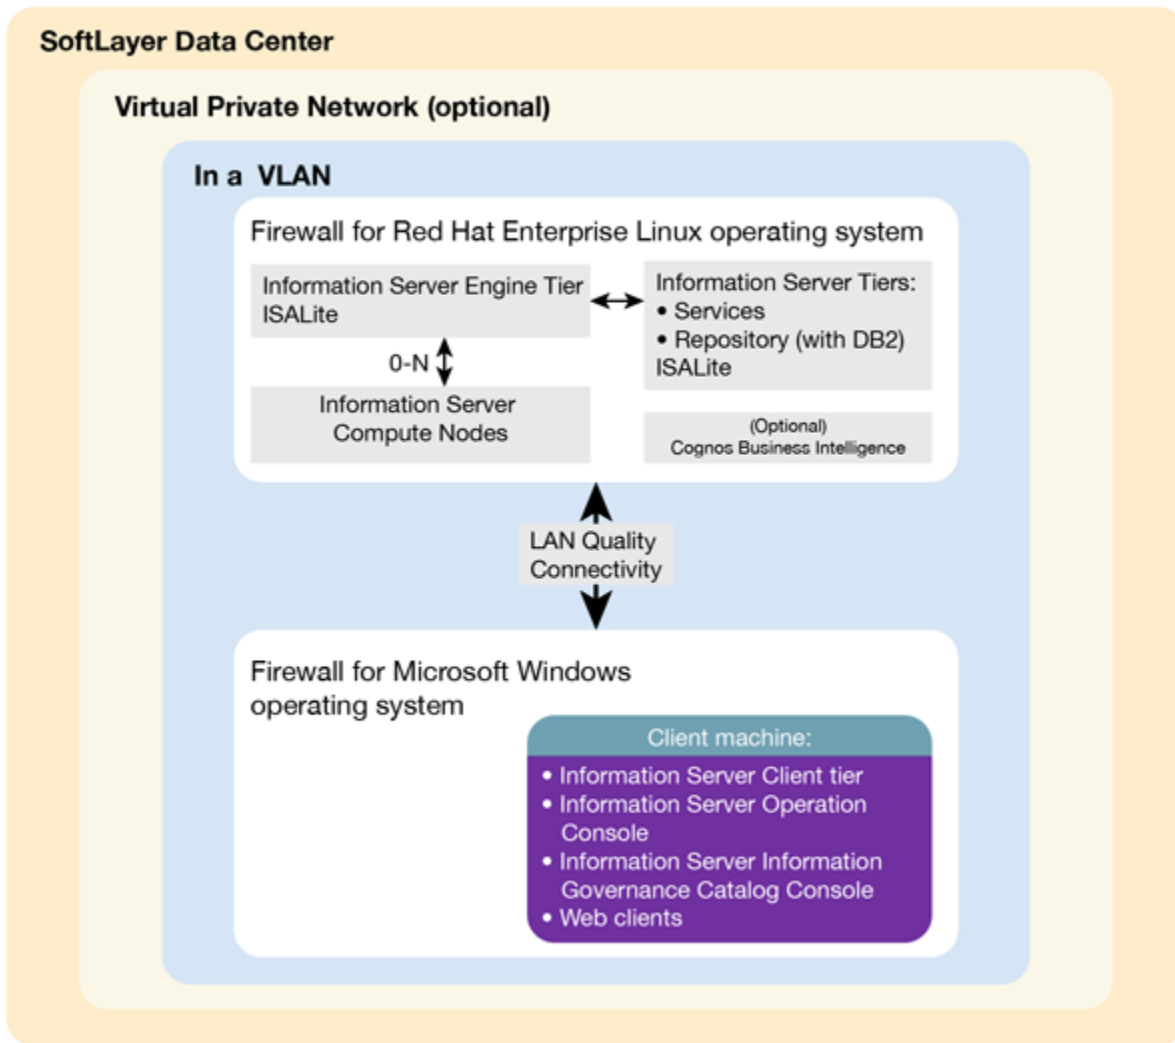 SoftLayer Data Center
Virtual Private Network (optional)
In a VLAN
Firewall for Red Hat Enterprise Linux operating system
Information Server Engine Tier
ISALite
Information Server Tiers:
• Services
• Repository (with DB2)
ISALite
0-N
Information Server
Compute Nodes
(Optional)
Cognos Business Intelligence
LAN Quality
Connectivity
Firewall for Microsoft Windows
operating system
Client machine:
• Information Server Client tier
• Information Server Operation
Console
• Information Server Information
Governance Catalog Console
• Web clients